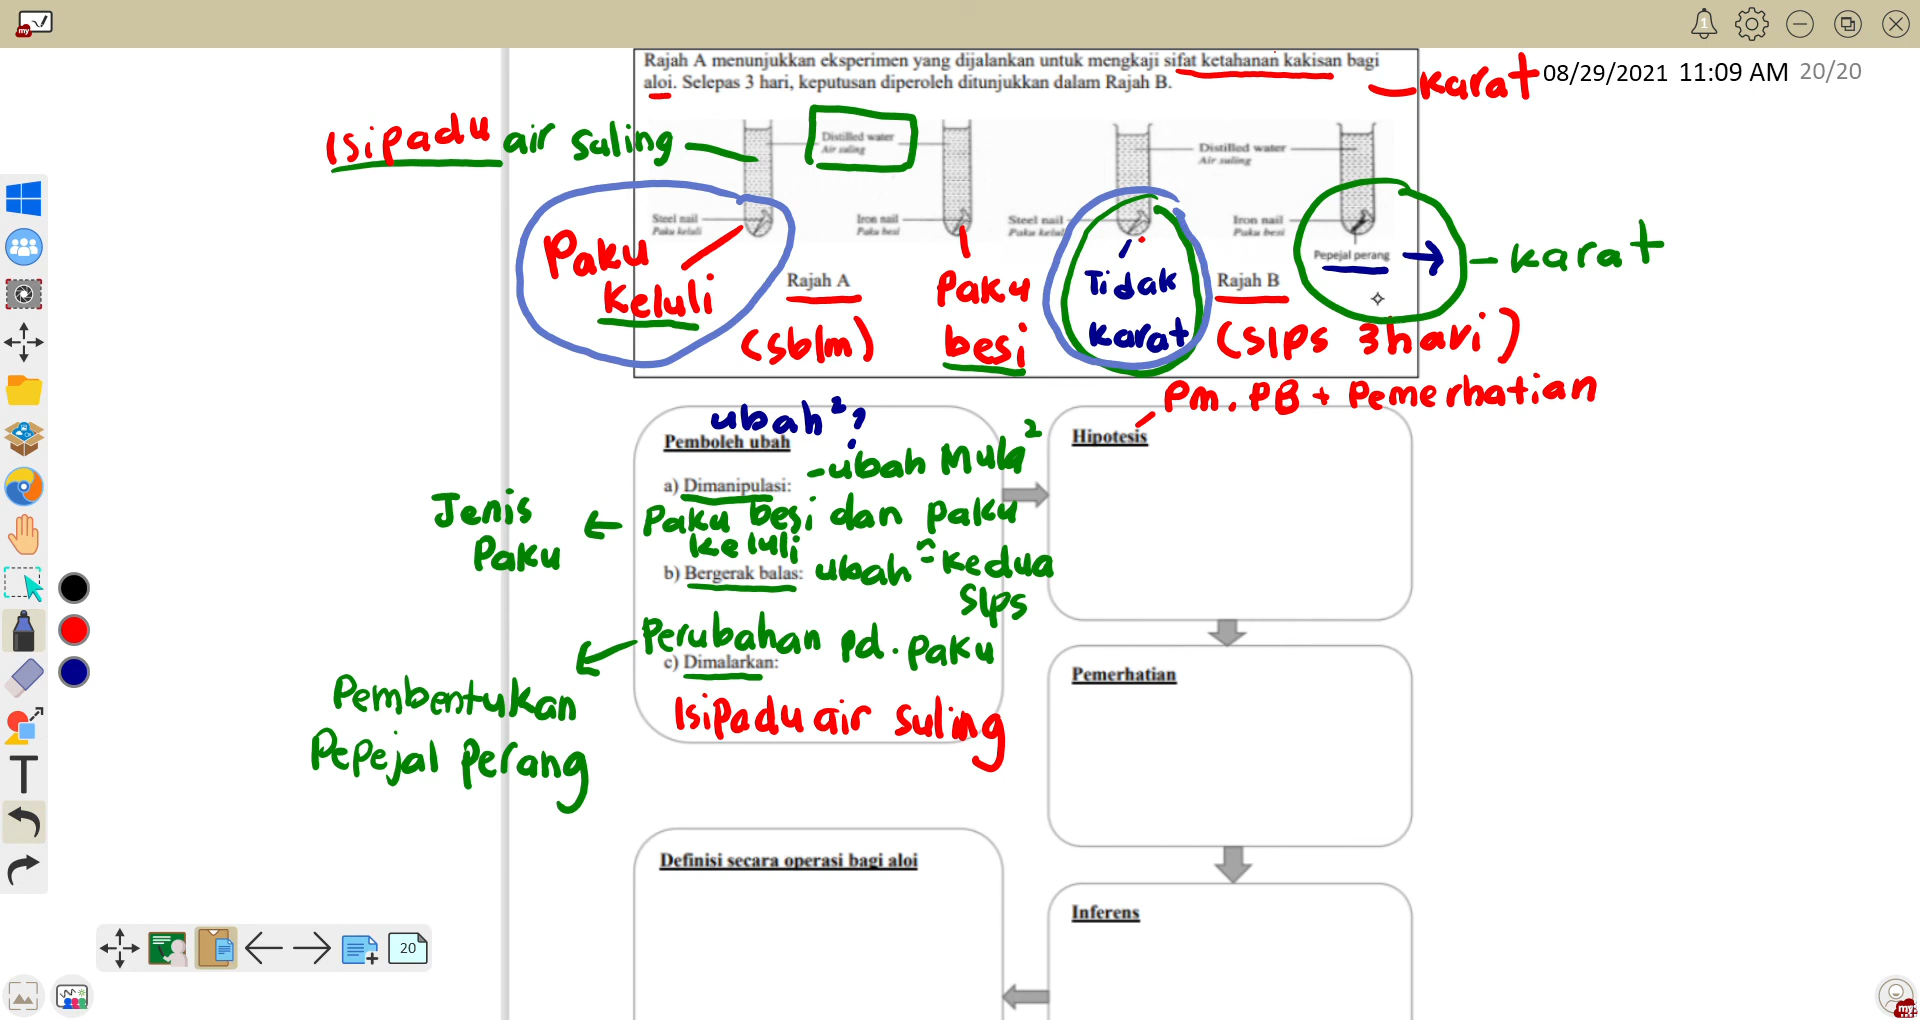 08/29/2021 11:09 AM 20/20
Rajah A menunjukkan eksperimen yang dijalankan untuk mengkaji sifat ketahanan kakisan bagi
aloi. Selepas 3 hari, keputusan diperoleh ditunjukkan dalam Rajah B.
karat
Isipadu air suling
Distilled water
Air suling
Distilled water
Air suling
Steel nail
Paku keluli
Iron nail
Paku besi
Steel nail
Paku keluli
Iron nail
Paku besi
Pepejal perang
- karat
Paku
keluli
Rajah A
(sblm)
Paku
besi
Tidak
karat
Rajah B
(slps 3 hari)
Pm. PB + Pemerhatian
ubah²?
Pemboleh ubah
- ubah Mula²
a) Dimanipulasi:
Paku besi dan paku
keluli
Jenis
Paku
b) Bergerak balas: ubah kedua
slps
Perubahan pd. paku
c) Dimalarkan:
Pembentukan
Pepejal Perang
Isipadu air suling
Hipotesis
Pemerhatian
Inferens
Definisi secara operasi bagi aloi
T
20
1
my
my